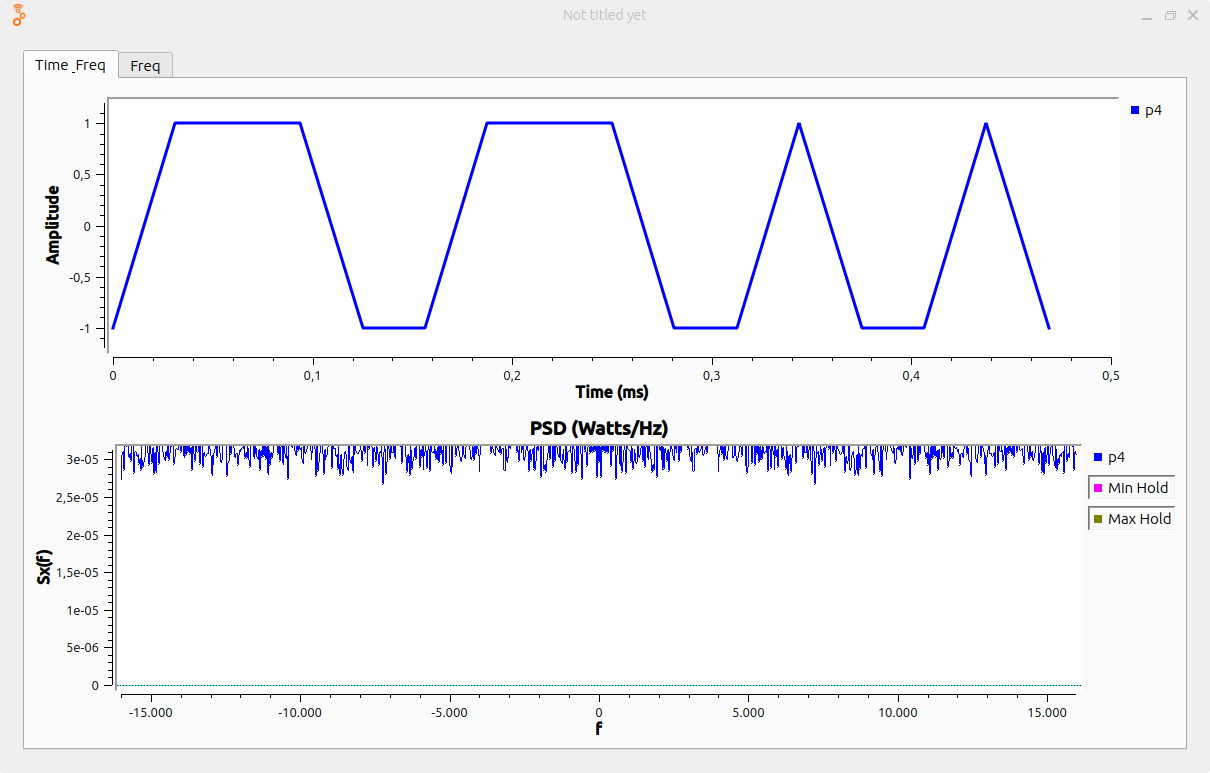 Not titled yet
TIme_Freq
Freq
p4
Amplitude
1
0,5
0
-0,5
-1
0
0,1
0,2
0,3
0,4
0,5
Time (ms)
PSD (Watts/Hz)
p4
Min Hold
Max Hold
Sx(f)
3e-05
2,5e-05
2e-05
1,5e-05
1e-05
5e-06
0
-15.000
-10.000
-5.000
0
5.000
10.000
15.000
f